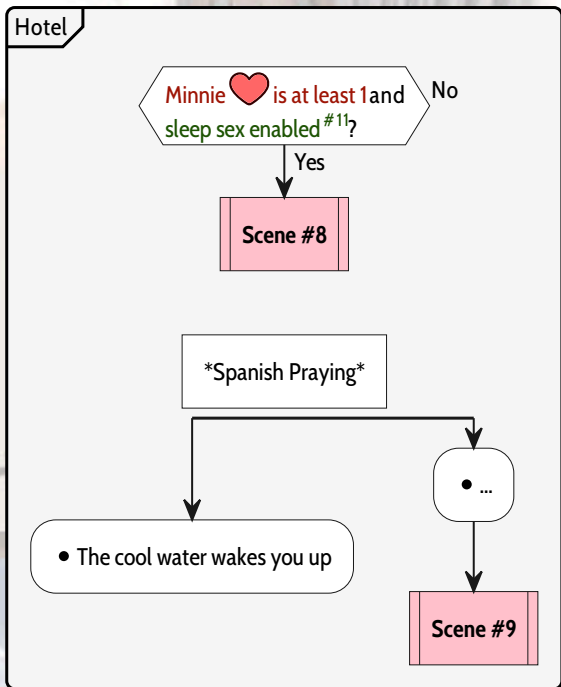 Hotel
Minnie is at least 1 and No
sleep sex enabled #11?
Yes
Scene #8
*Spanish Praying*
• ...
• The cool water wakes you up
Scene #9